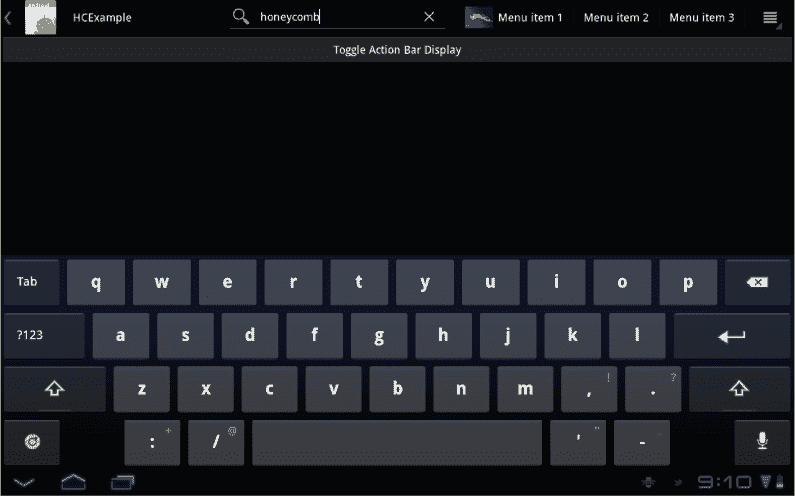 HCExample honeycomb Menu item 1 Menu item 2 Menu item 3
Toggle Action Bar Display
Tab q w e r t y u i o p
?123 a s d f g h j k l
z x c v b n m , ! . ?
: + / @ ' " -
9:10